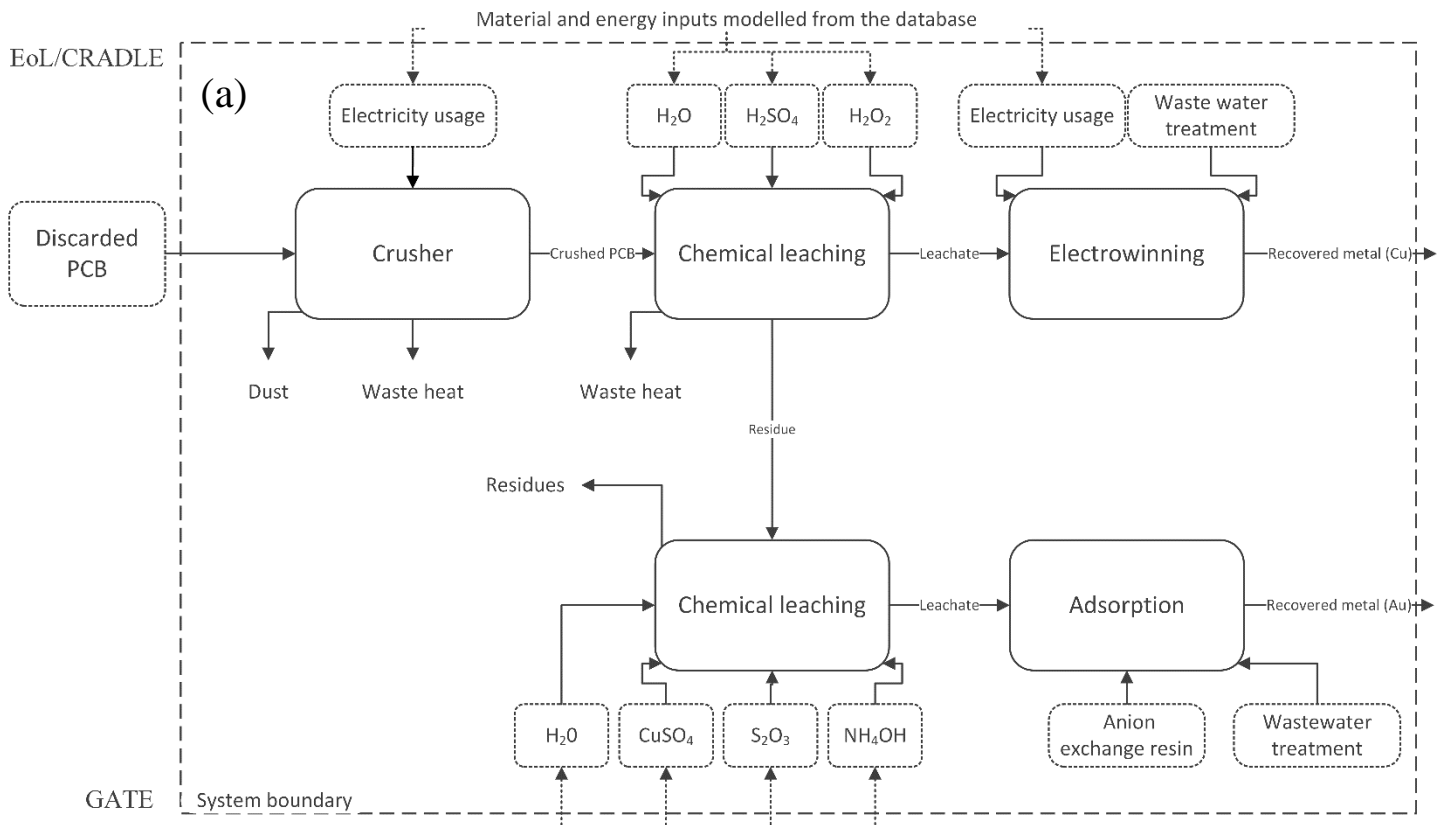 Material and energy inputs modelled from the database
EoL/CRADLE
(a)
Electricity usage
H₂O
H₂SO₄
H₂O₂
Electricity usage
Waste water
treatment
Discarded
PCB
Crusher
Crushed PCB
Chemical leaching
Leachate
Electrowinning
Recovered metal (Cu)
Dust
Waste heat
Waste heat
Residue
Residues
Chemical leaching
Leachate
Adsorption
Recovered metal (Au)
H₂0
CuSO₄
S₂O₃
NH₄OH
Anion
exchange resin
Wastewater
treatment
GATE
System boundary